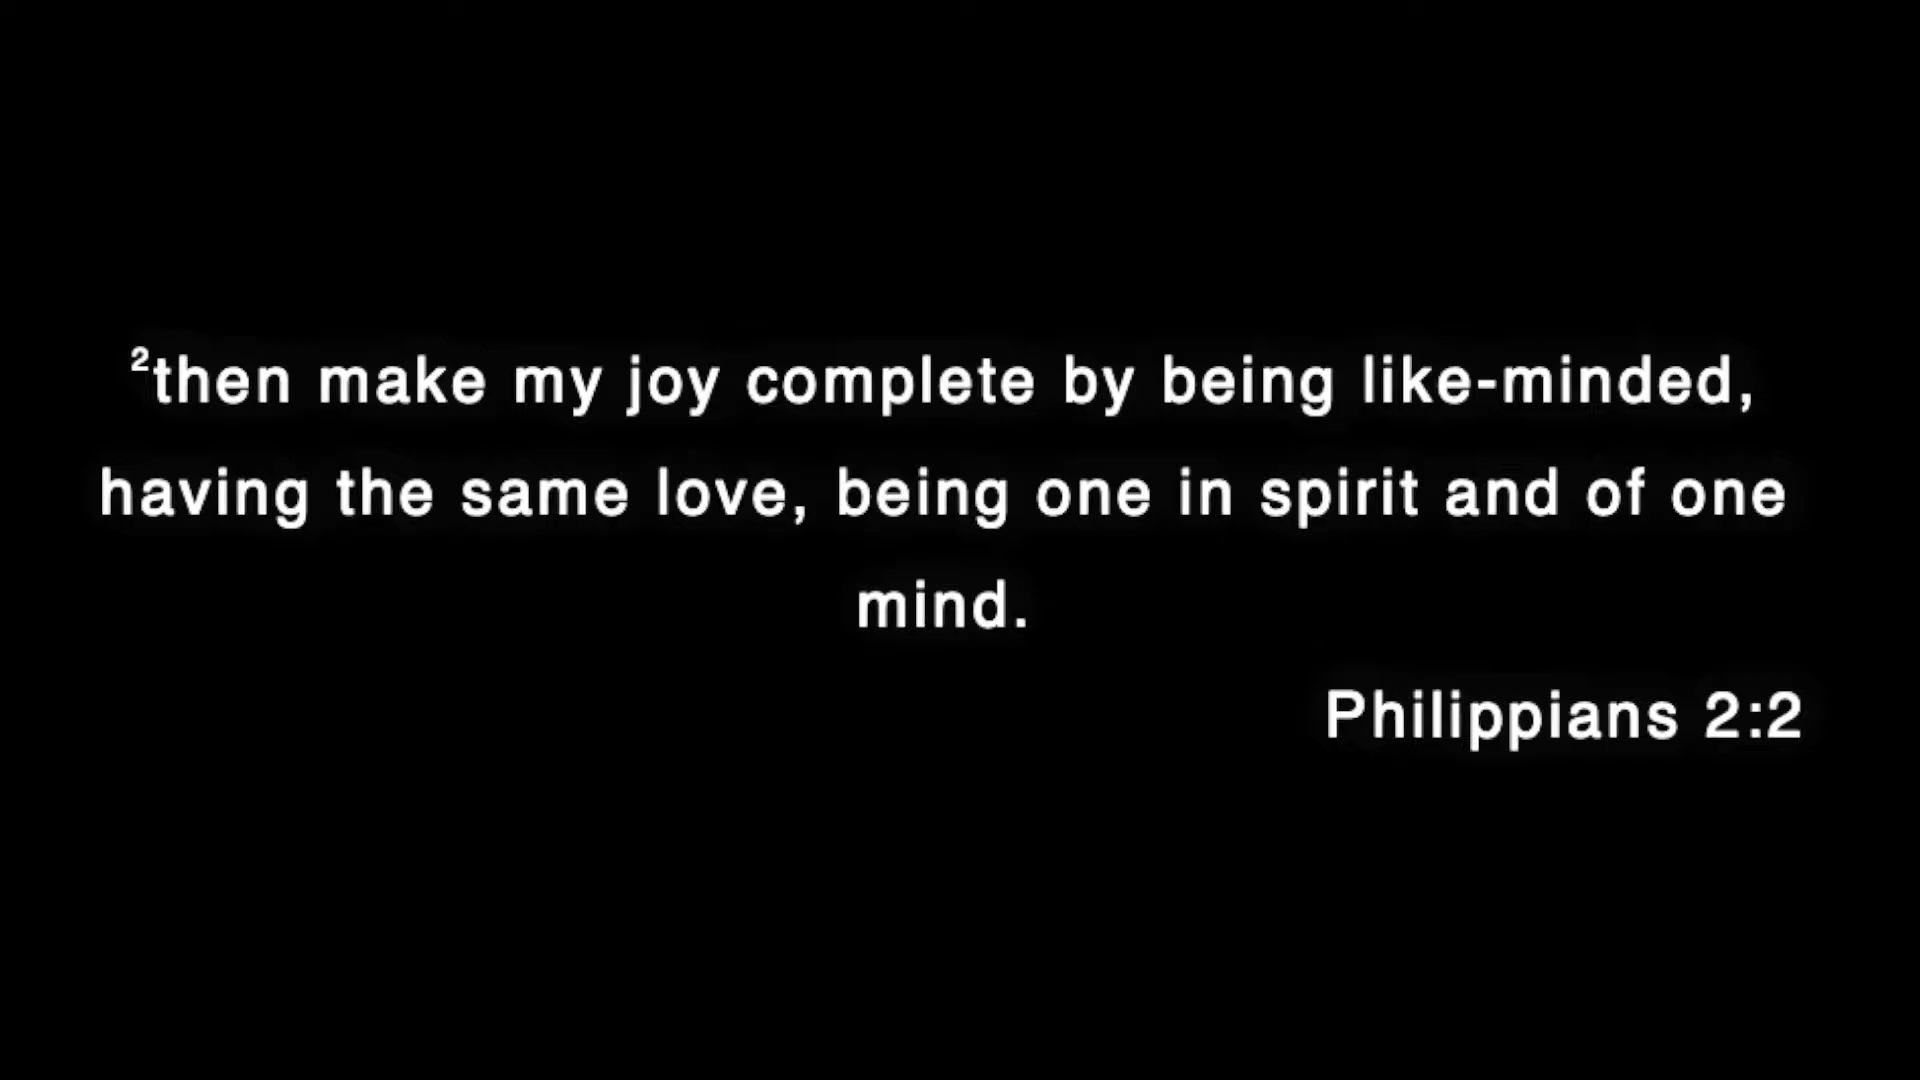 ²then make my joy complete by being like-minded,
having the same love, being one in spirit and of one
mind.
Philippians 2:2